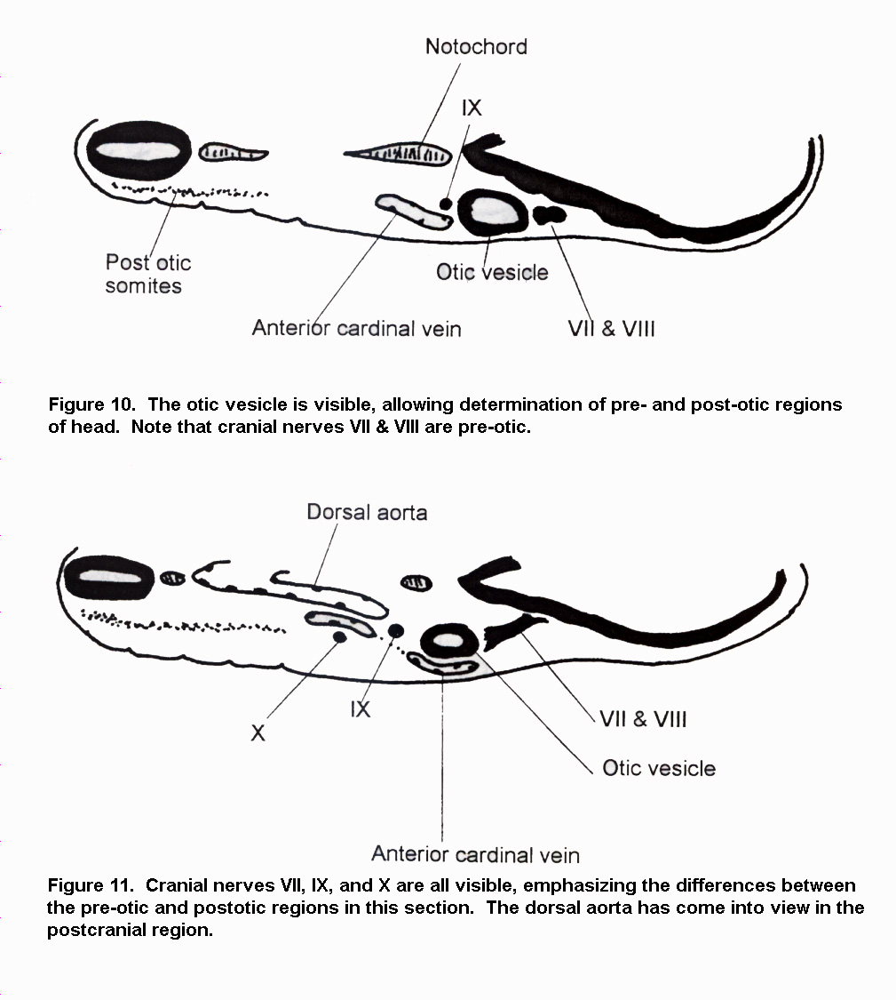 Notochord
IX
Post otic
somites
Otic vesicle
Anterior cardinal vein
VII & VIII
Figure 10.  The otic vesicle is visible, allowing determination of pre- and post-otic regions
of head.  Note that cranial nerves VII & VIII are pre-otic.
Dorsal aorta
IX
X
VII & VIII
Otic vesicle
Anterior cardinal vein
Figure 11.  Cranial nerves VII, IX, and X are all visible, emphasizing the differences between
the pre-otic and postotic regions in this section.  The dorsal aorta has come into view in the
postcranial region.